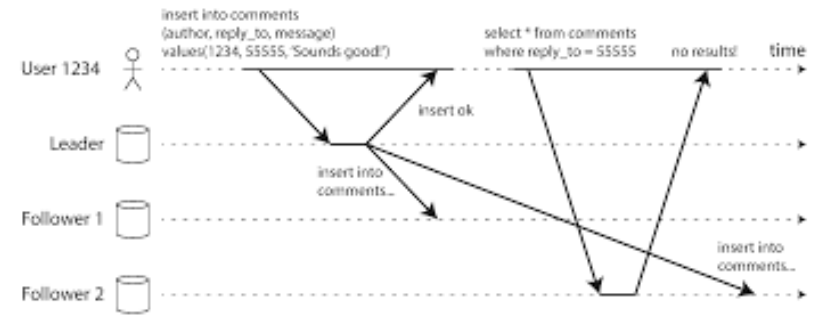 insert into comments
(author, reply_to, message)
values(1234, 55555, 'Sounds good!')
select * from comments
where reply_to = 55555
no results!
time
User 1234
insert ok
Leader
insert into
comments...
Follower 1
insert into
comments...
Follower 2